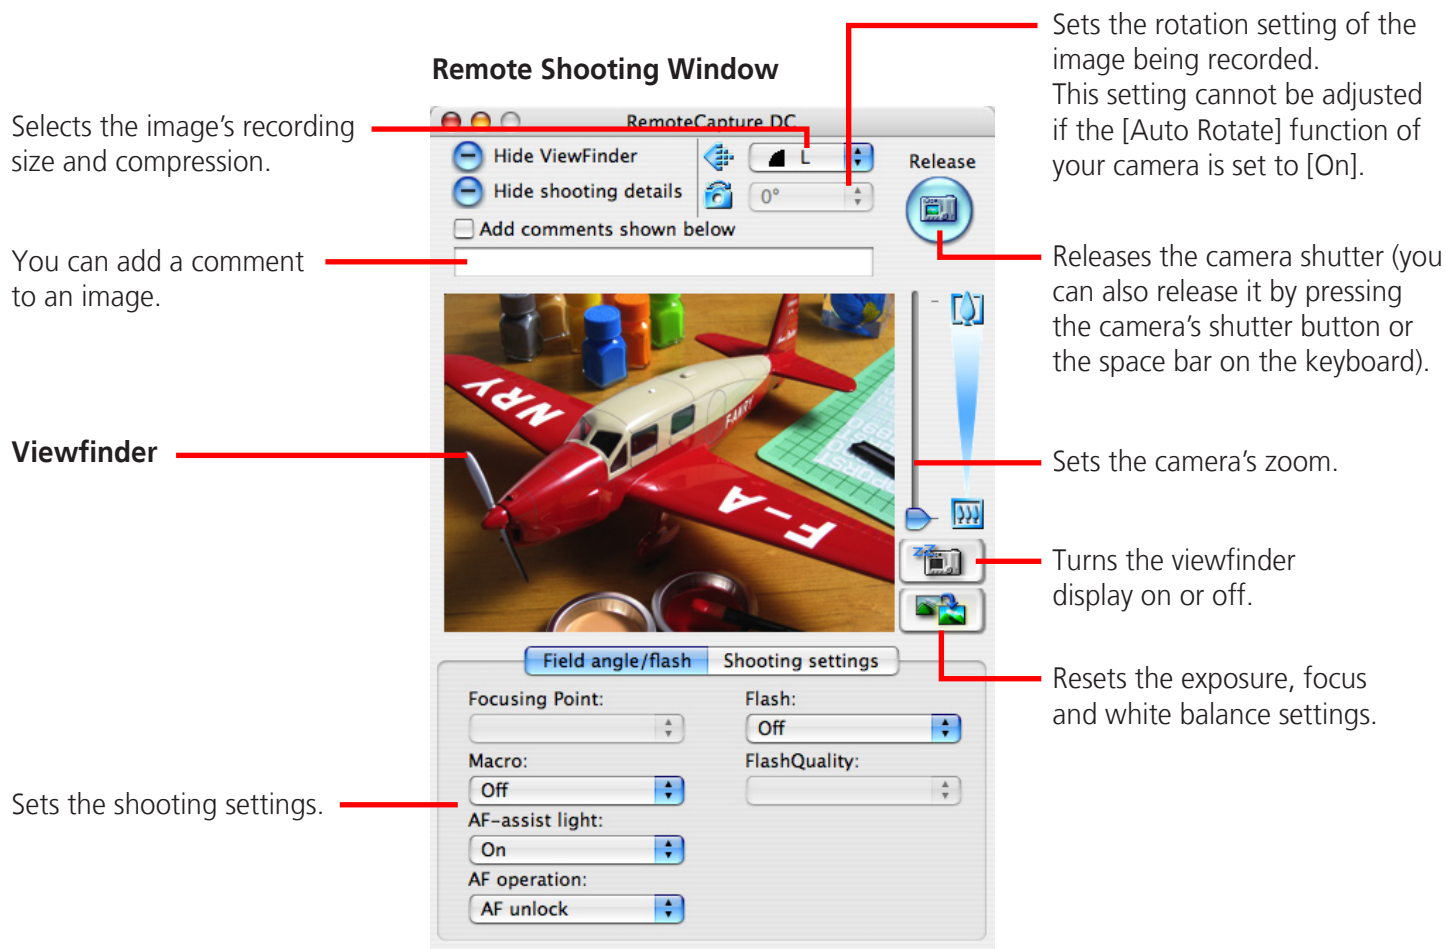 Remote Shooting Window
Selects the image's recording
size and compression.
You can add a comment
to an image.
Viewfinder
Sets the shooting settings.
RemoteCapture DC
Hide ViewFinder
L
Hide shooting details
0°
Release
Add comments shown below
NRY
FANRY
F-A
Field angle/flash
Shooting settings
Focusing Point:
Flash:
Off
Macro:
FlashQuality:
Off
AF-assist light:
On
AF operation:
AF unlock
Sets the rotation setting of the
image being recorded.
This setting cannot be adjusted
if the [Auto Rotate] function of
your camera is set to [On].
Releases the camera shutter (you
can also release it by pressing
the camera's shutter button or
the space bar on the keyboard).
Sets the camera's zoom.
Turns the viewfinder
display on or off.
Resets the exposure, focus
and white balance settings.